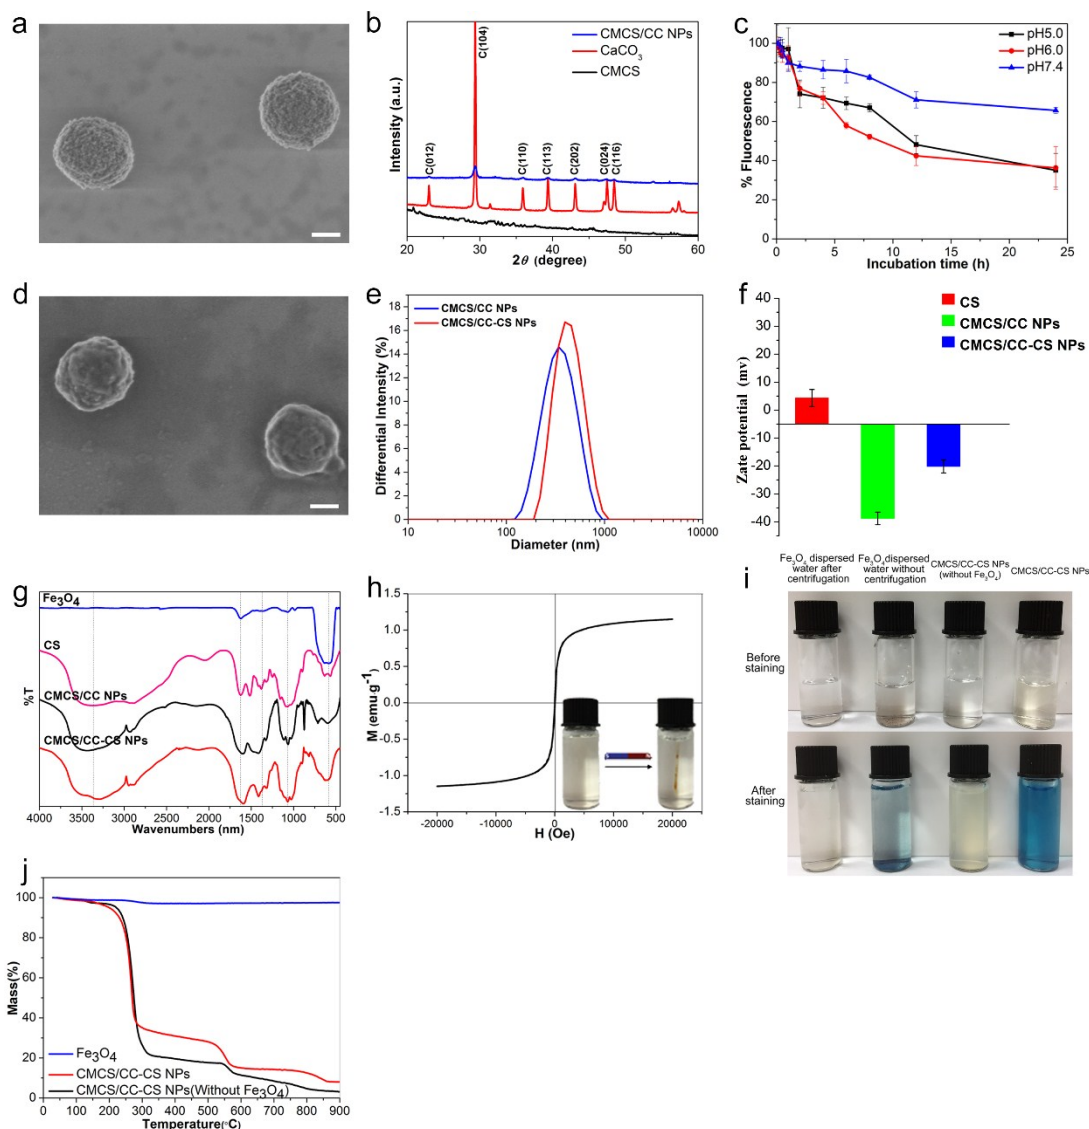 a
b
CMCS/CC NPs
CaCO3
CMCS
C(012)
C(104)
C(110)
C(113)
C(202)
C(024)
C(116)
Intensity (a.u.)
20 30 40 50 60
2θ (degree)
c
pH5.0
pH6.0
pH7.4
% Fluorescence
100
80
60
40
20
0
0 5 10 15 20 25
Incubation time (h)
d
e
CMCS/CC NPs
CMCS/CC-CS NPs
Differential Intensity (%)
18
16
14
12
10
8
6
4
2
0
10 100 1000 10000
Diameter (nm)
f
CS
CMCS/CC NPs
CMCS/CC-CS NPs
Zate potential (mv)
40
30
20
10
0
-10
-20
-30
-40
g
Fe3O4
CS
CMCS/CC NPs
CMCS/CC-CS NPs
%T
4000 3500 3000 2500 2000 1500 1000 500
Wavenumbers (nm)
h
M (emu·g-1)
1.5
1.0
0.5
0.0
-0.5
-1.0
-1.5
-20000 -10000 0 10000 20000
H (Oe)
i
Fe3O4 dispersed
water after
centrifugation
Fe3O4 dispersed
water without
centrifugation
CMCS/CC-CS NPs
(without Fe3O4)
CMCS/CC-CS NPs
Before
staining
After
staining
j
Mass(%)
100
80
60
40
20
0
Fe3O4
CMCS/CC-CS NPs
CMCS/CC-CS NPs(Without Fe3O4)
0 100 200 300 400 500 600 700 800 900
Temperature(°C)